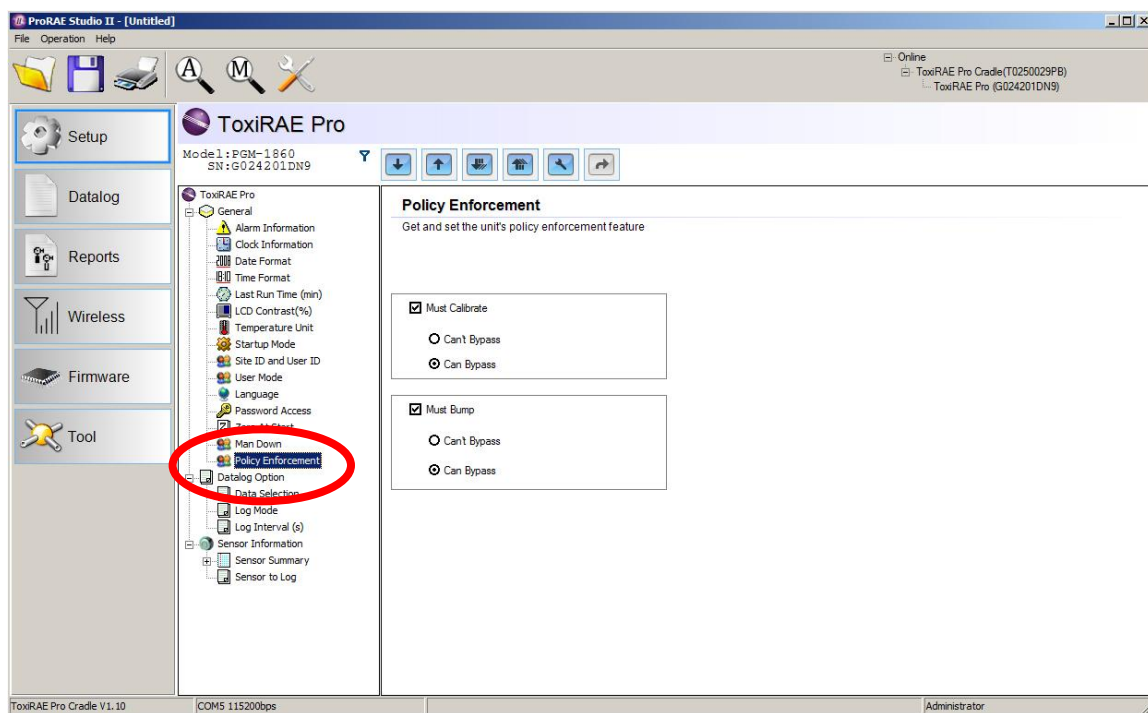 ProRAE Studio II - [Untitled]
File Operation Help
A M
Online
ToxiRAE Pro Cradle(T0250029PB)
ToxiRAE Pro (G024201DN9)
Setup
Datalog
Reports
Wireless
Firmware
Tool
ToxiRAE Pro
Model:PGM-1860
SN:G024201DN9
ToxiRAE Pro
General
Alarm Information
Clock Information
Date Format
Time Format
Last Run Time (min)
LCD Contrast(%)
Temperature Unit
Startup Mode
Site ID and User ID
User Mode
Language
Password Access
Zero At Start
Man Down
Policy Enforcement
Datalog Option
Data Selection
Log Mode
Log Interval (s)
Sensor Information
Sensor Summary
Sensor to Log
Policy Enforcement
Get and set the unit's policy enforcement feature
Must Calibrate
Can't Bypass
Can Bypass
Must Bump
Can't Bypass
Can Bypass
ToxiRAE Pro Cradle V1.10
COM5 115200bps
Administrator